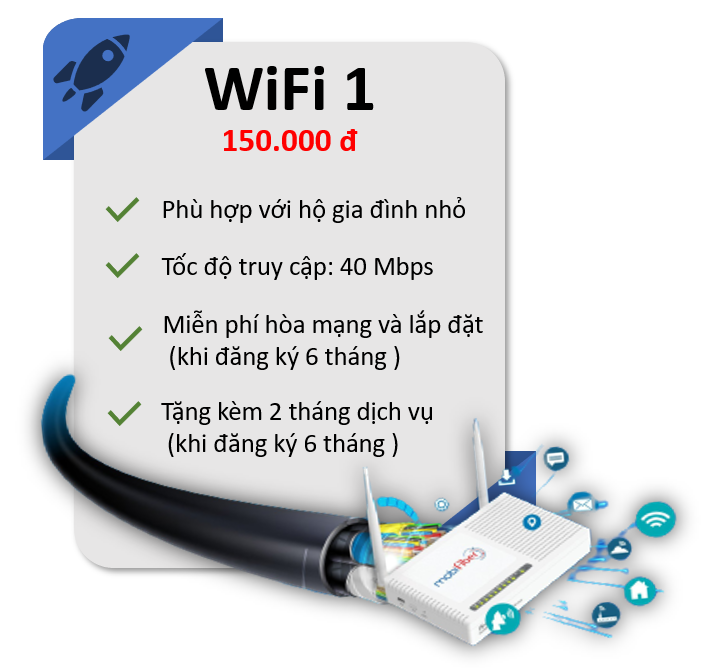 WiFi 1
150.000 đ
Phù hợp với hộ gia đình nhỏ
Tốc độ truy cập: 40 Mbps
Miễn phí hòa mạng và lắp đặt
(khi đăng ký 6 tháng )
Tặng kèm 2 tháng dịch vụ
(khi đăng ký 6 tháng )
mobiFiber